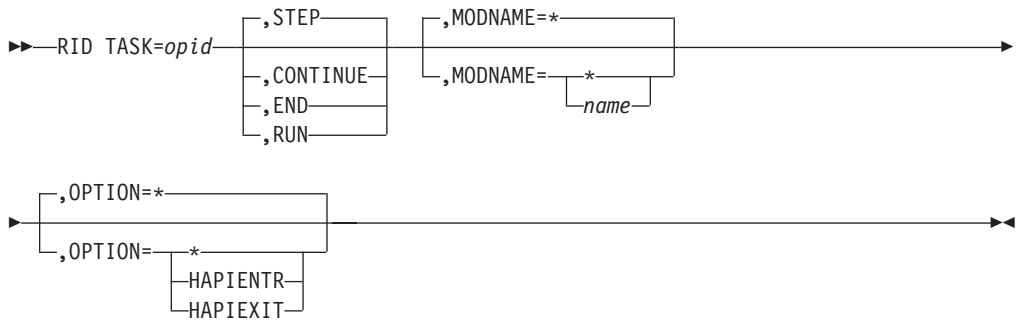 ,STEP ,MODNAME=*
RID TASK=opid
,CONTINUE ,MODNAME= *
,END name
,RUN
,OPTION=*
,OPTION= *
HAPIENTR
HAPIEXIT